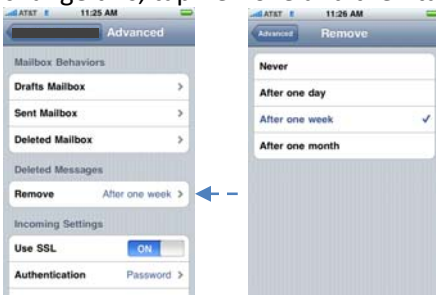 AT&T E 11:25 AM
Advanced
Mailbox Behaviors
Drafts Mailbox
Sent Mailbox
Deleted Mailbox
Deleted Messages
Remove After one week
Incoming Settings
Use SSL ON
Authentication Password
AT&T E 11:26 AM
Advanced Remove
Never
After one day
After one week
After one month